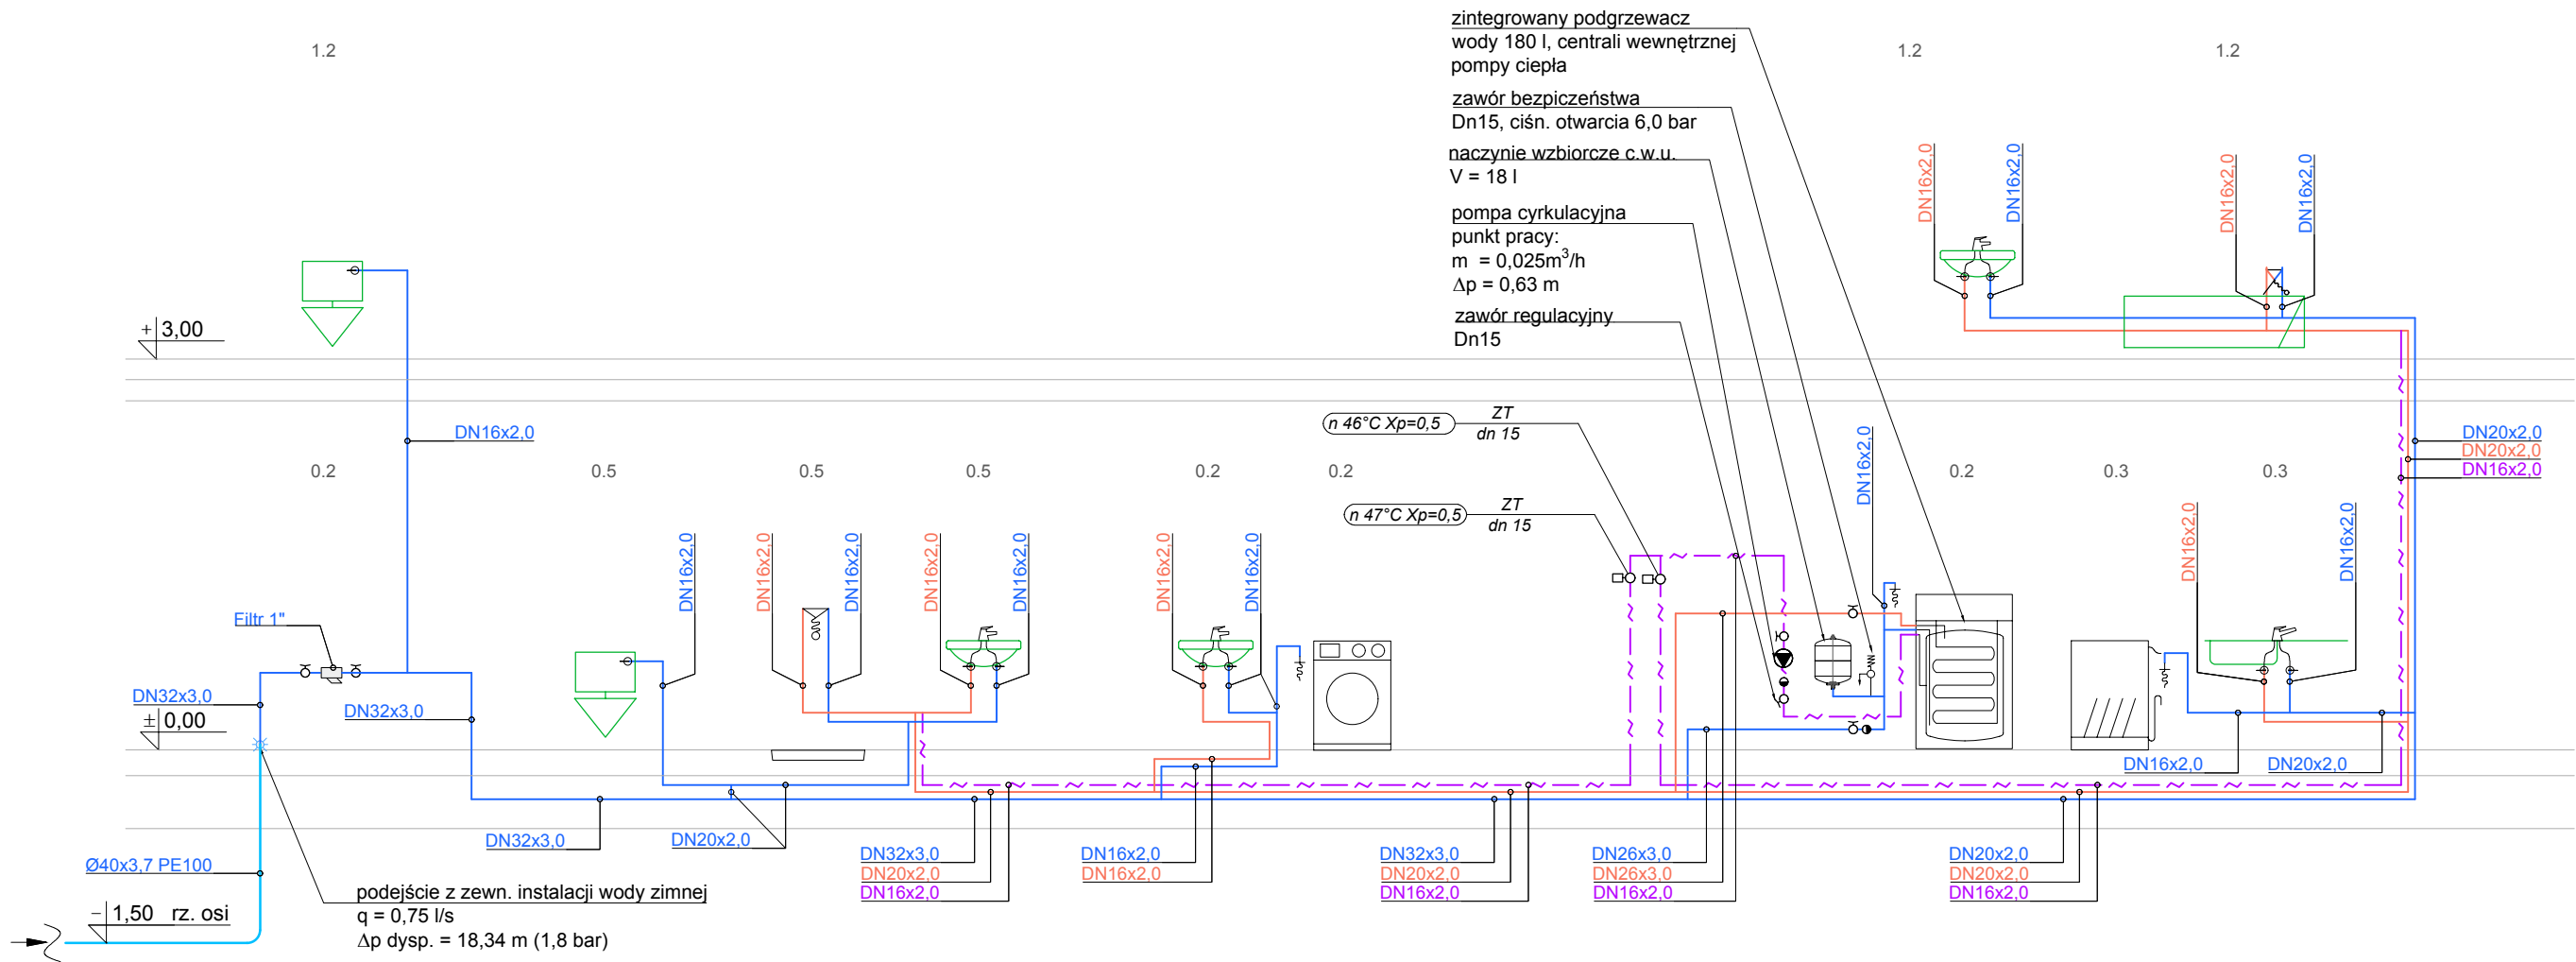 1.2
zintegrowany podgrzewacz
wody 180 l, centrali wewnętrznej
pompy ciepła
zawór bezpiczeństwa
Dn15, ciśn. otwarcia 6,0 bar
naczynie wzbiorcze c.w.u.
V = 18 l
pompa cyrkulacyjna
punkt pracy:
m = 0,025m³/h
Δp = 0,63 m
zawór regulacyjny
Dn15
1.2
1.2
DN16x2,0
DN16x2,0
DN16x2,0
DN16x2,0
+ 3,00
DN16x2,0
n 46°C Xp=0,5
ZT
dn 15
n 47°C Xp=0,5
ZT
dn 15
DN20x2,0
DN20x2,0
DN16x2,0
0.2
0.5
0.5
0.5
0.2
0.2
0.2
0.3
0.3
DN16x2,0
DN16x2,0
DN16x2,0
DN16x2,0
DN16x2,0
DN16x2,0
DN16x2,0
DN16x2,0
DN16x2,0
DN16x2,0
Filtr 1"
DN32x3,0
DN32x3,0
± 0,00
DN16x2,0
DN20x2,0
DN32x3,0
DN20x2,0
DN32x3,0
DN20x2,0
DN16x2,0
DN16x2,0
DN16x2,0
DN32x3,0
DN20x2,0
DN16x2,0
DN26x3,0
DN26x3,0
DN16x2,0
DN20x2,0
DN20x2,0
DN16x2,0
Ø40x3,7 PE100
podejście z zewn. instalacji wody zimnej
q = 0,75 l/s
Δp dysp. = 18,34 m (1,8 bar)
− 1,50 rz. osi